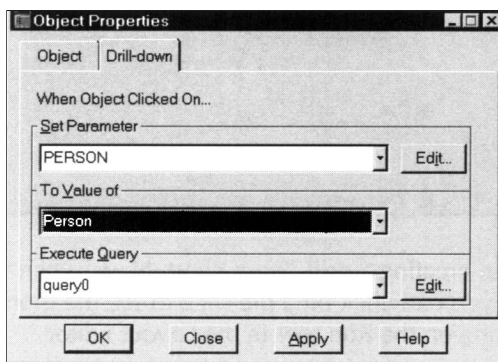 Object Properties
Object Drill-down
When Object Clicked On...
Set Parameter
PERSON Edit...
To Value of
Person
Execute Query
query0 Edit...
OK Close Apply Help